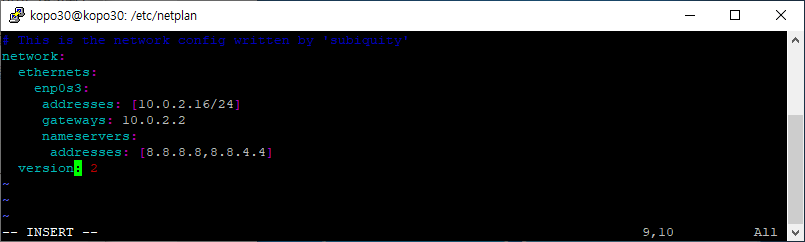 kopo30@kopo30: /etc/netplan
# This is the network config written by 'subiquity'
network:
  ethernets:
    enp0s3:
     addresses: [10.0.2.16/24]
     gateways: 10.0.2.2
     nameservers:
      addresses: [8.8.8.8,8.8.4.4]
  version: 2
~
~
~
-- INSERT -- 9,10 All